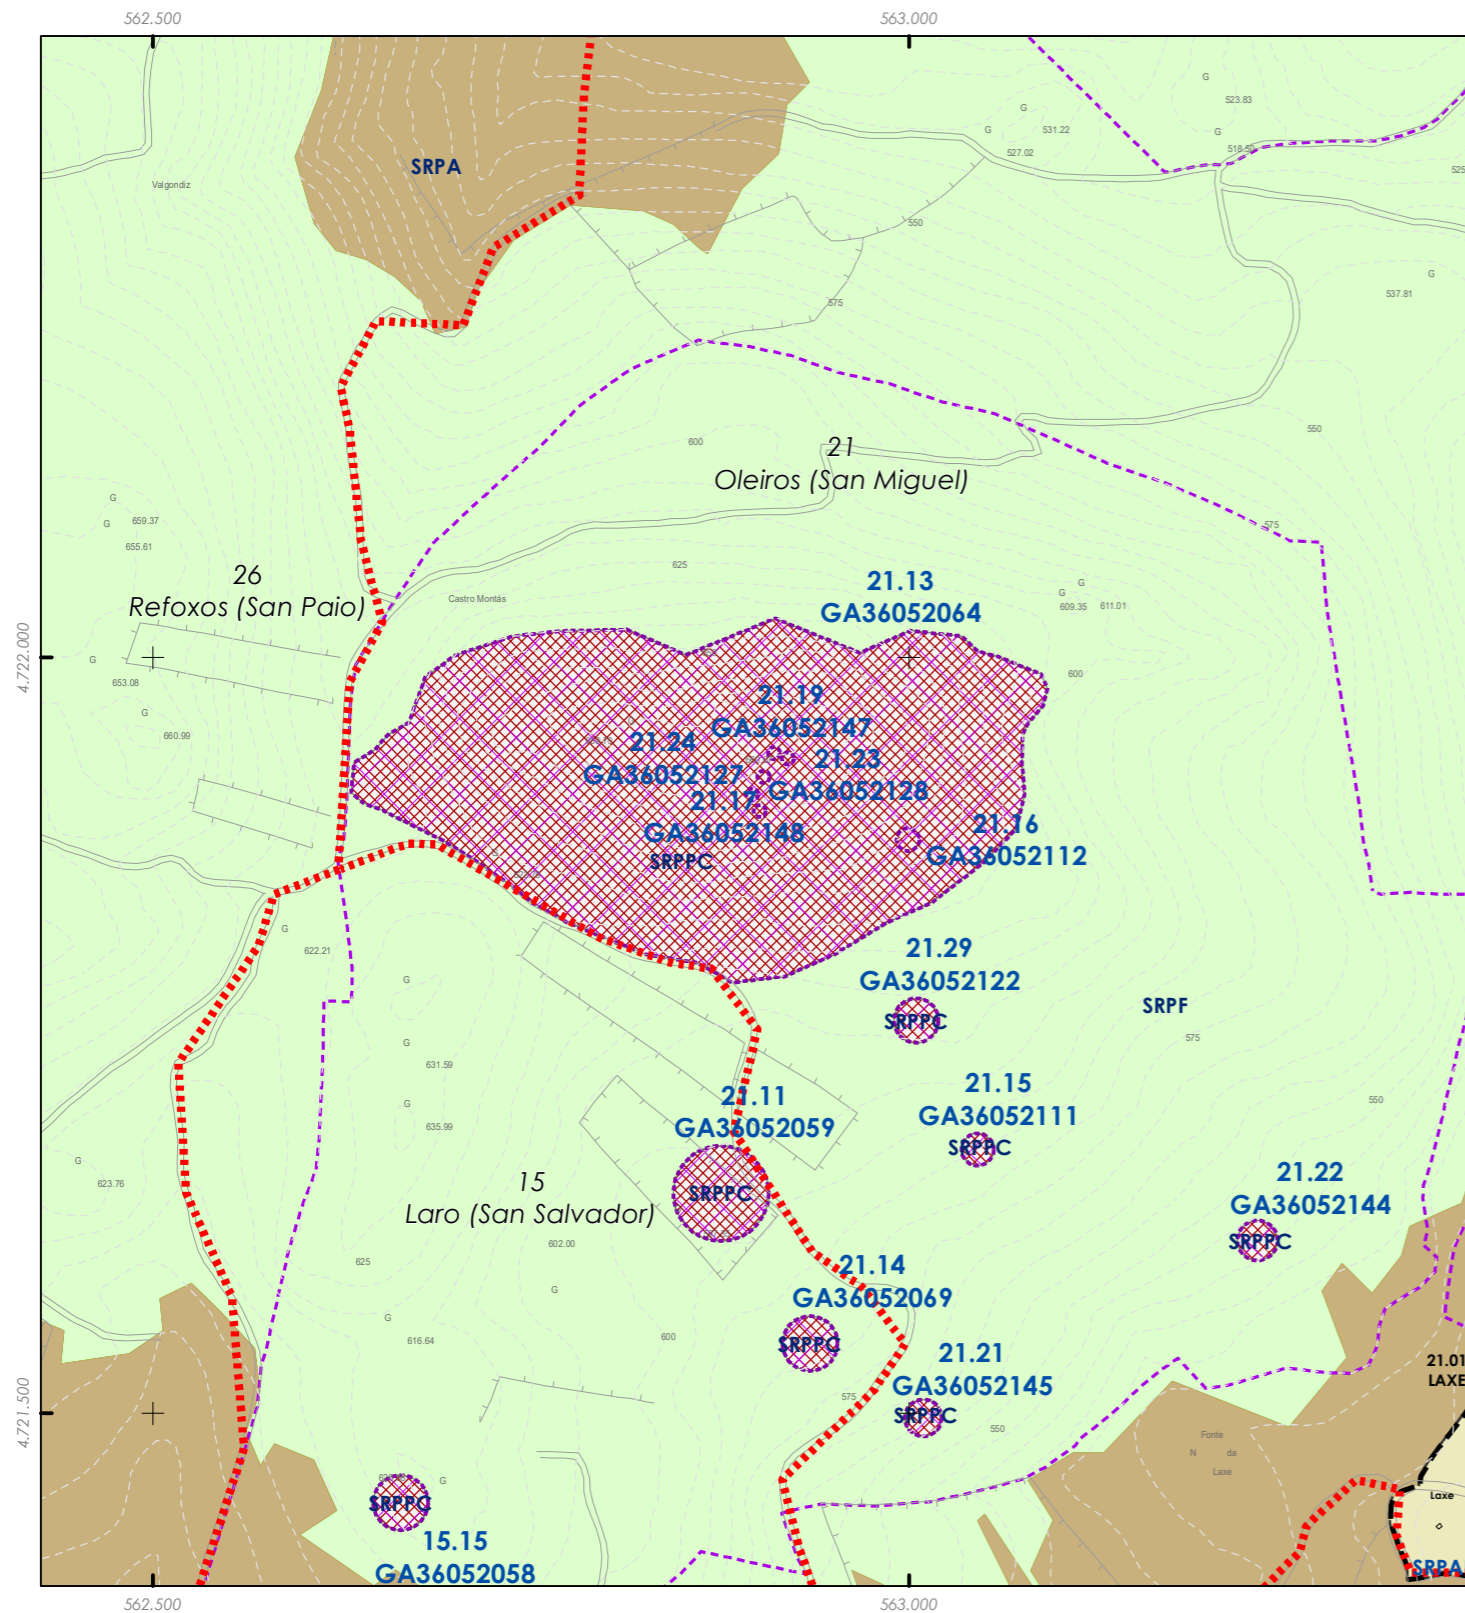 562.500
563.000
G
523.83
G
531.22
G
G
527.02
518.50
525
SRPA
Valgondiz
550
G
537.81
575
600
21
Oleiros (San Miguel)
550
G
G
659.37
655.61
575
625
26
Refoxos (San Paio)
Castro Montás
21.13
GA36052064
G
G
609.35
611.01
4.722.000
G
653.08
600
G
660.99
21.19
GA36052147
21.24
GA36052127
21.23
GA36052128
21.17
GA36052148
SRPPC
21.16
GA36052112
G
G
622.21
21.29
GA36052122
SRPPC
G
SRPF
575
G
631.59
21.15
GA36052111
SRPPC
21.11
GA36052059
SRPPC
550
G
635.99
G
623.76
15
Laro (San Salvador)
21.22
GA36052144
SRPPC
602.00
625
G
21.14
GA36052069
SRPPC
G
616.64
600
21.21
GA36052145
SRPPC
575
550
21.01
LAXE
4.721.500
Fonte
N
da
Laxe
G
SRPPC
15.15
GA36052058
Laxe
SRPA
562.500
563.000